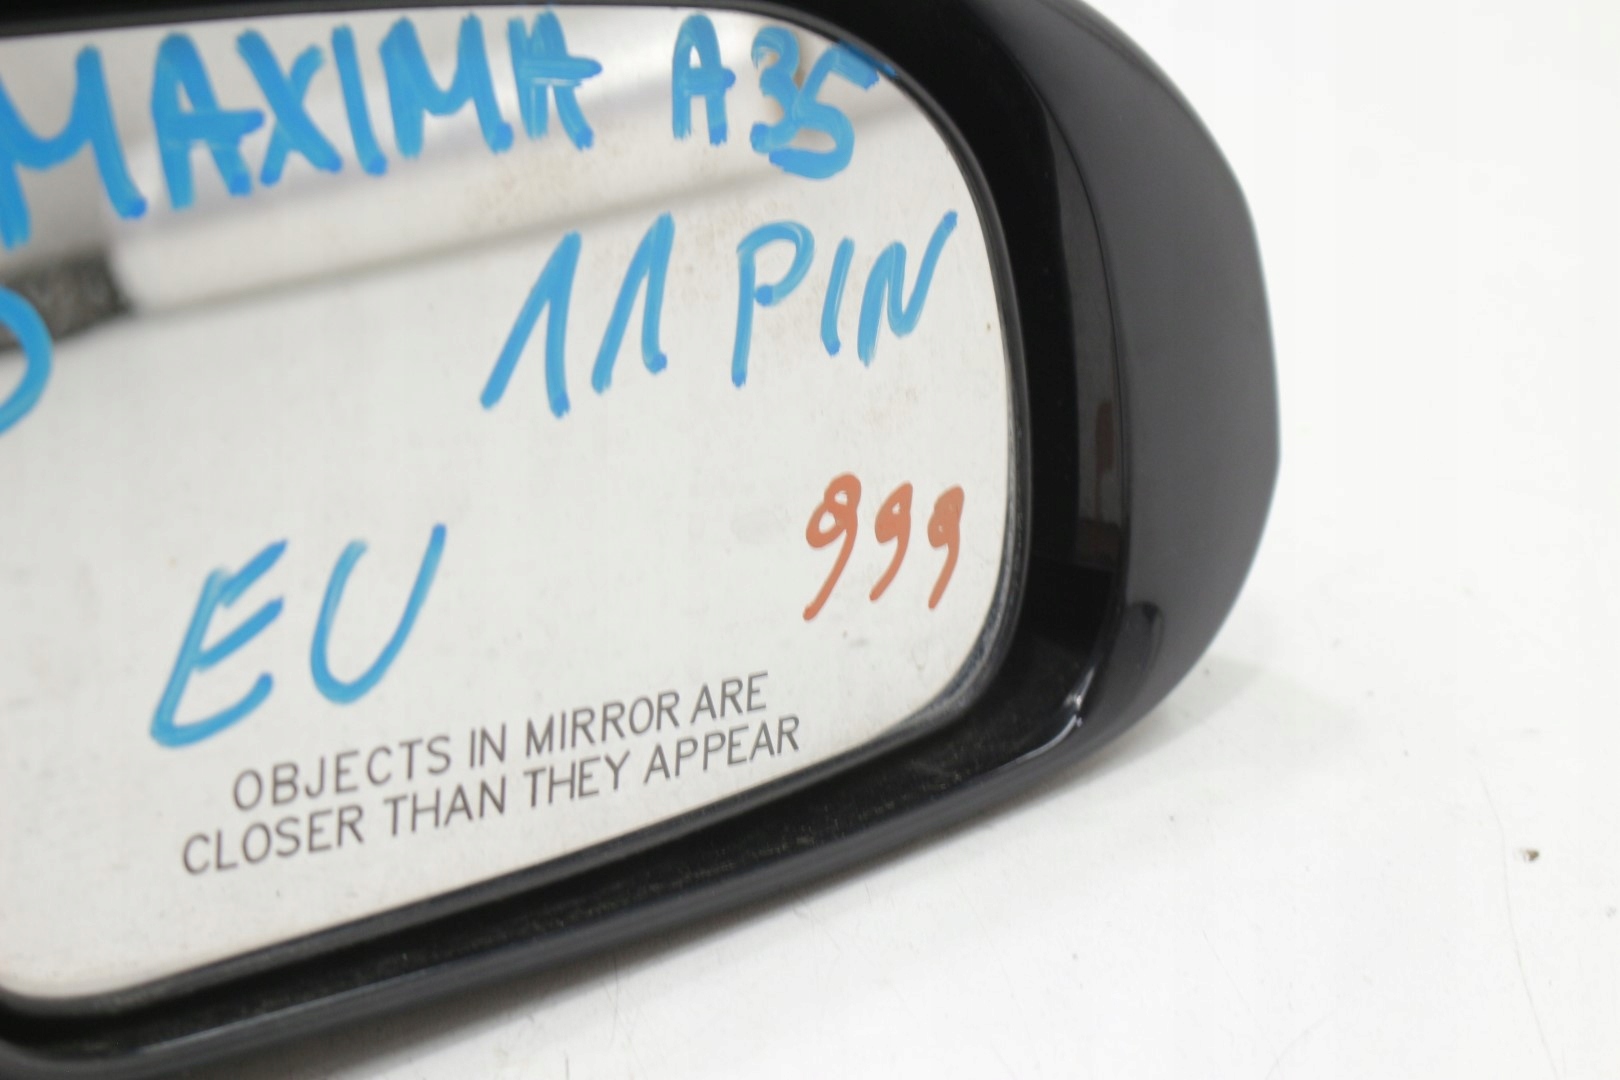 MAXIMA A35
11 PIN
999
EU
OBJECTS IN MIRROR ARE
CLOSER THAN THEY APPEAR